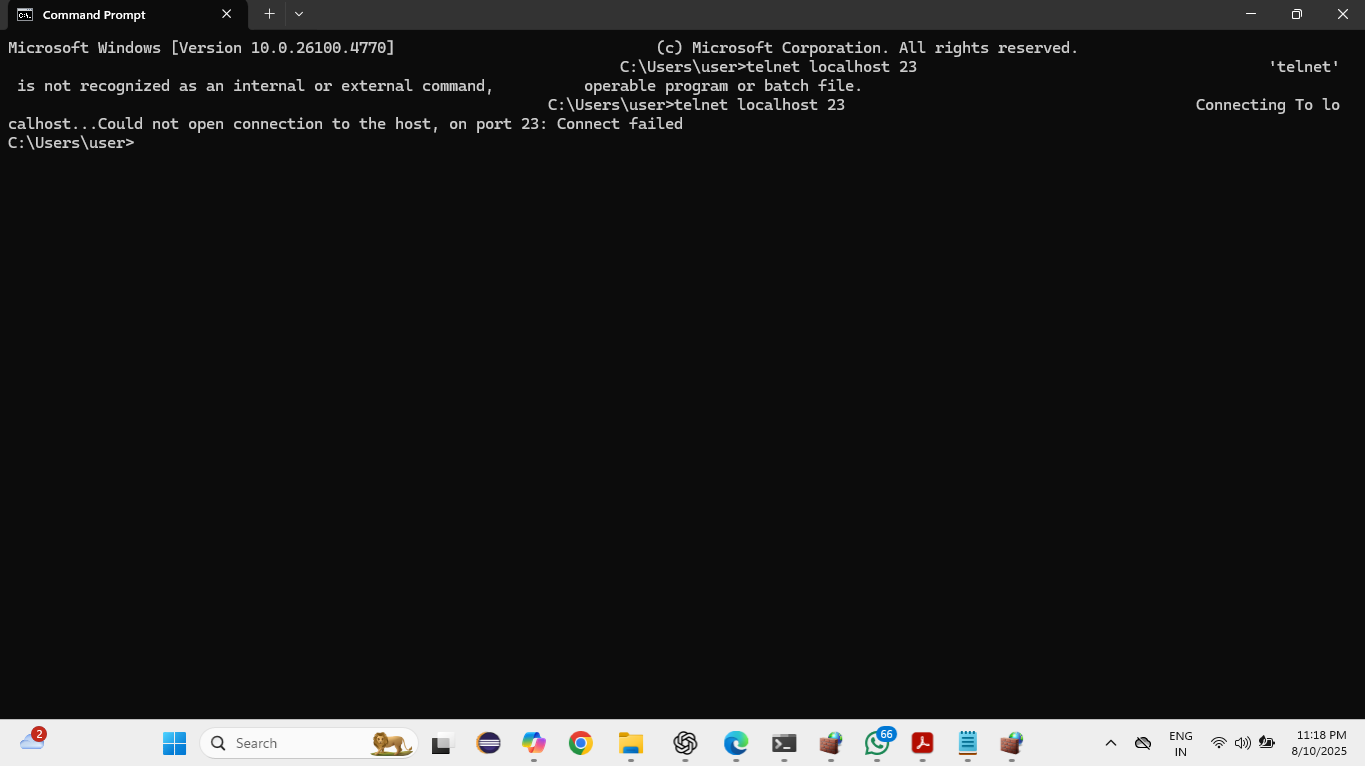 Command Prompt
Microsoft Windows [Version 10.0.26100.4770] (c) Microsoft Corporation. All rights reserved.
C:\Users\user>telnet localhost 23 'telnet'
is not recognized as an internal or external command, operable program or batch file.
C:\Users\user>telnet localhost 23 Connecting To lo
calhost...Could not open connection to the host, on port 23: Connect failed
C:\Users\user>
2
Search
66
ENG
IN
11:18 PM
8/10/2025